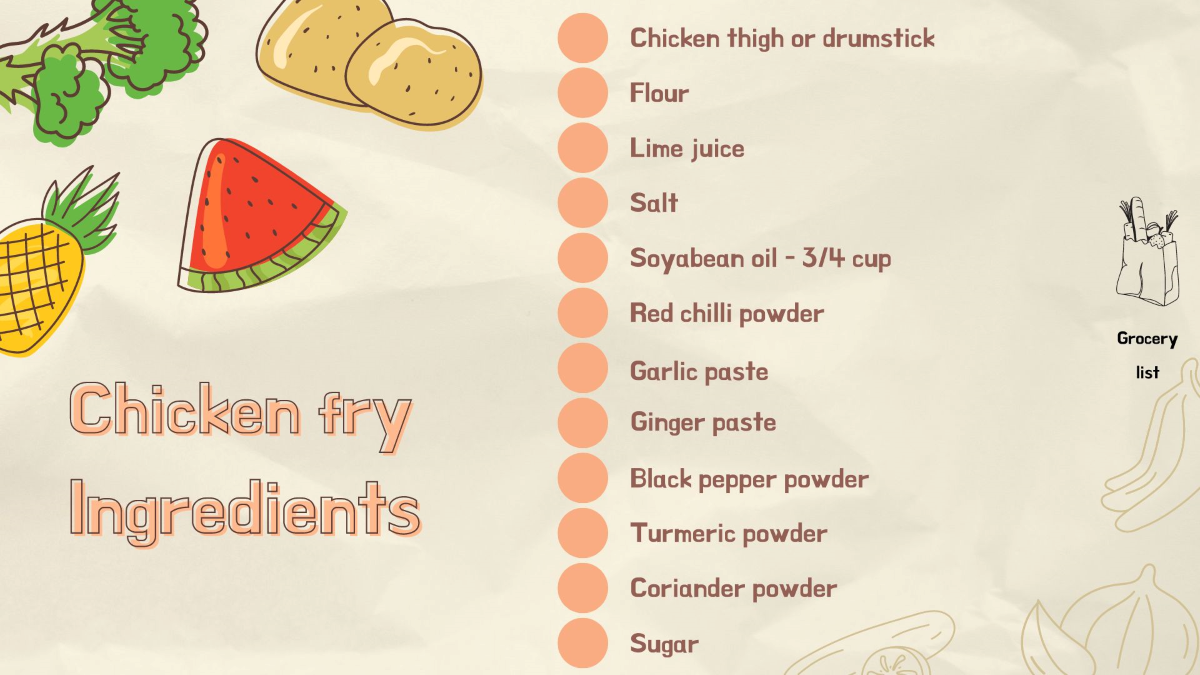 Chicken fry
Ingredients
Chicken thigh or drumstick
Flour
Lime juice
Salt
Soyabean oil - 3/4 cup
Red chilli powder
Garlic paste
Ginger paste
Black pepper powder
Turmeric powder
Coriander powder
Sugar
Grocery
list